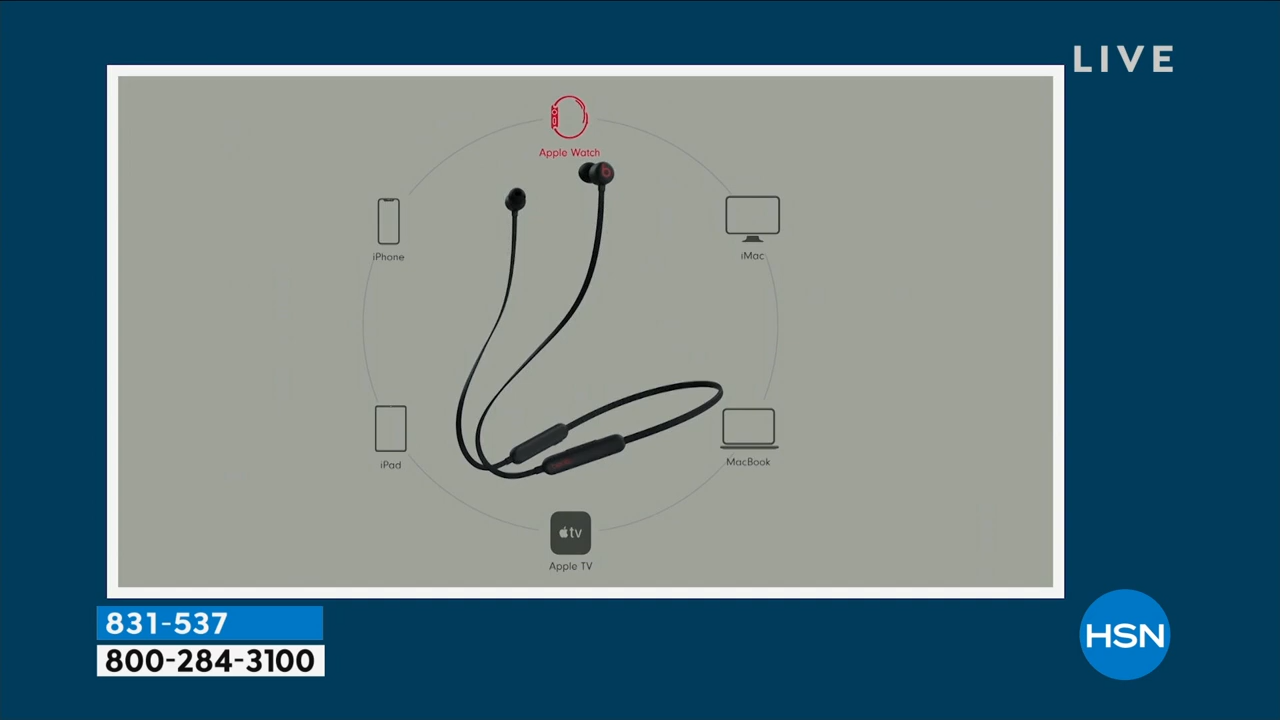 LIVE
Apple Watch
iPhone
iMac
iPad
MacBook
tv
Apple TV
831-537
800-284-3100
HSN